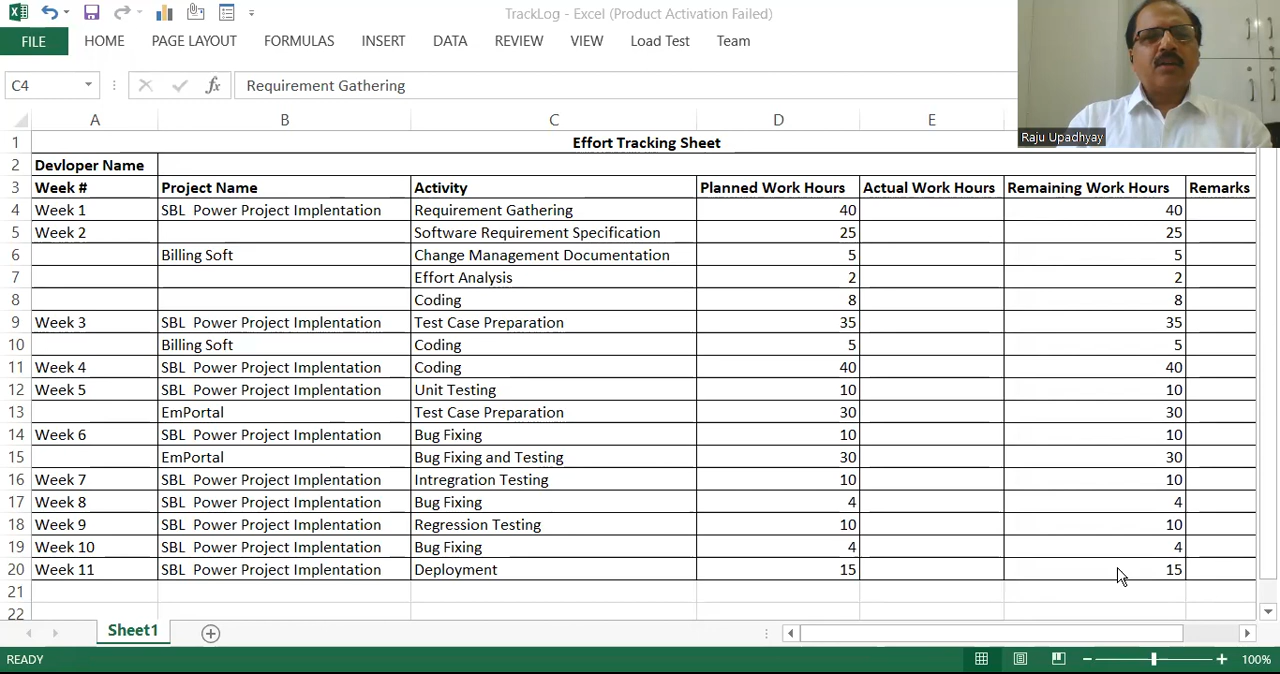 TrackLog - Excel (Product Activation Failed)
FILE HOME PAGE LAYOUT FORMULAS INSERT DATA REVIEW VIEW Load Test Team
C4 fx Requirement Gathering
Raju Upadhyay
A B C D E
1 Effort Tracking Sheet
2 Devloper Name
3 Week # Project Name Activity Planned Work Hours Actual Work Hours Remaining Work Hours Remarks
4 Week 1 SBL Power Project Implentation Requirement Gathering 40 40
5 Week 2 Software Requirement Specification 25 25
6 Billing Soft Change Management Documentation 5 5
7 Effort Analysis 2 2
8 Coding 8 8
9 Week 3 SBL Power Project Implentation Test Case Preparation 35 35
10 Billing Soft Coding 5 5
11 Week 4 SBL Power Project Implentation Coding 40 40
12 Week 5 SBL Power Project Implentation Unit Testing 10 10
13 EmPortal Test Case Preparation 30 30
14 Week 6 SBL Power Project Implentation Bug Fixing 10 10
15 EmPortal Bug Fixing and Testing 30 30
16 Week 7 SBL Power Project Implentation Intregration Testing 10 10
17 Week 8 SBL Power Project Implentation Bug Fixing 4 4
18 Week 9 SBL Power Project Implentation Regression Testing 10 10
19 Week 10 SBL Power Project Implentation Bug Fixing 4 4
20 Week 11 SBL Power Project Implentation Deployment 15 15
21
22
Sheet1
READY 100%